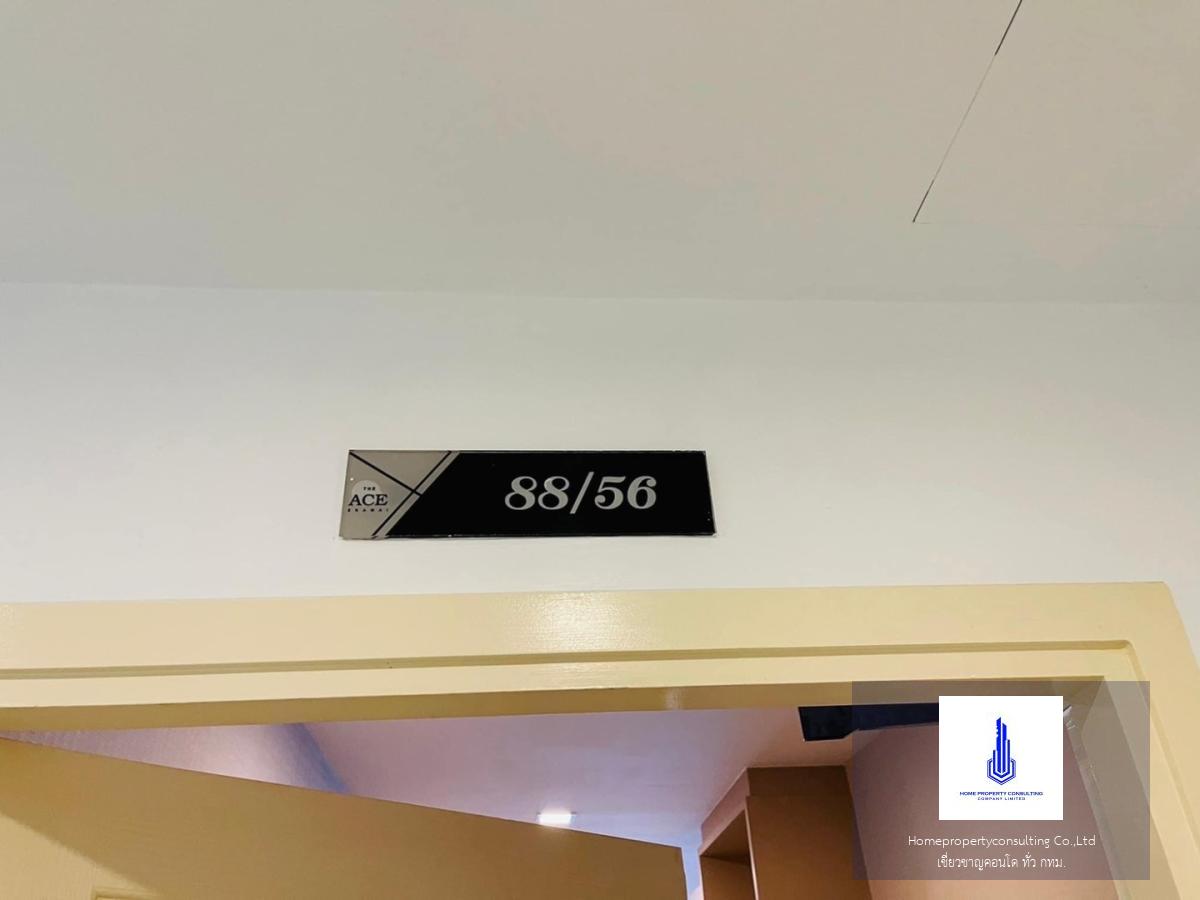 THE
ACE
EKAMAI
88/56
HOME PROPERTY CONSULTING
COMPANY LIMITED
Homepropertyconsulting Co.,Ltd
เชี่ยวชาญคอนโด ทั่ว กทม.